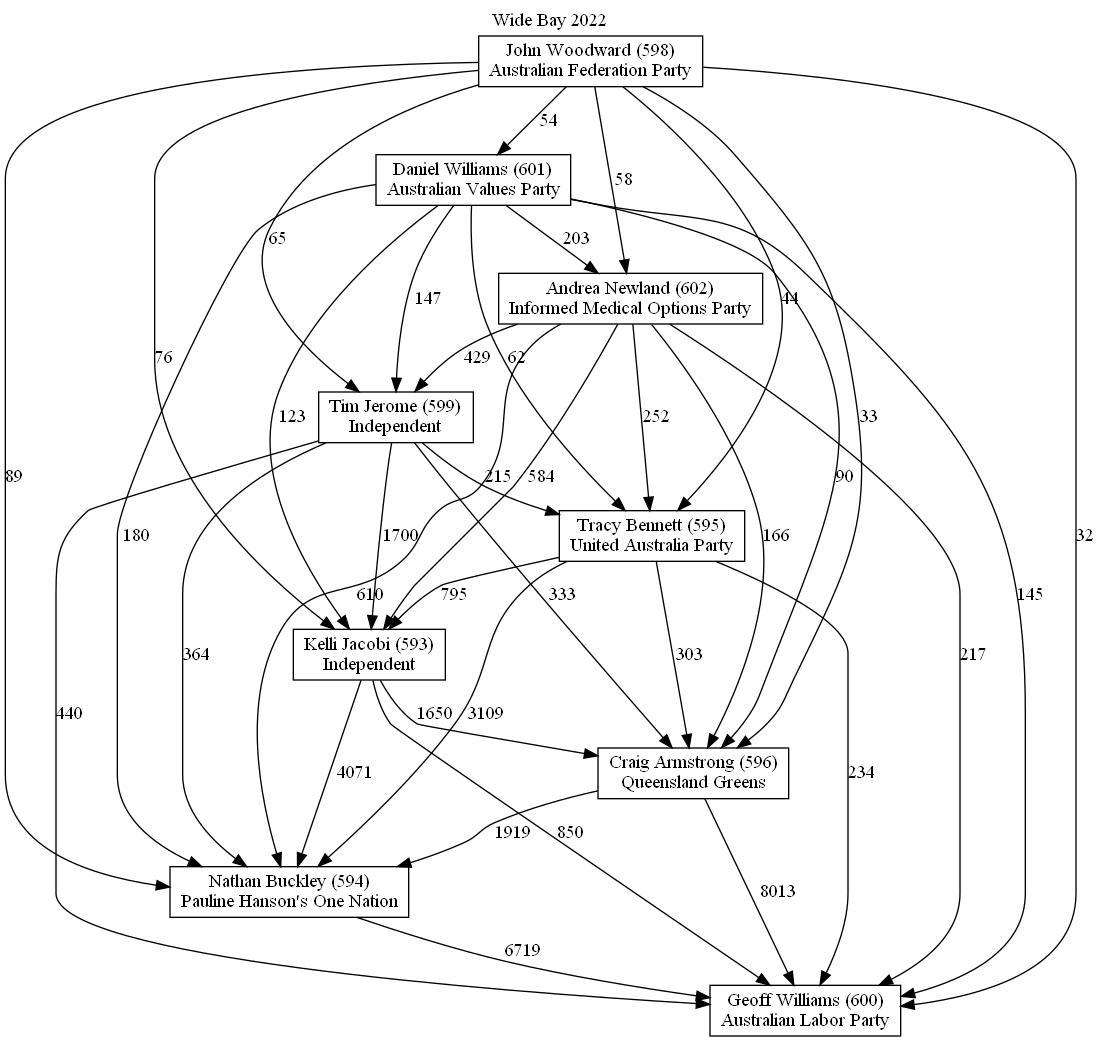 Wide Bay 2022
John Woodward (598)
Australian Federation Party
54
Daniel Williams (601)
Australian Values Party
58
65
203
Andrea Newland (602)
Informed Medical Options Party
147
44
76
429
62
Tim Jerome (599)
Independent
123
252
33
89
215
584
90
Tracy Bennett (595)
United Australia Party
180
1700
166
32
610
795
333
145
Kelli Jacobi (593)
Independent
364
303
217
440
1650
3109
Craig Armstrong (596)
Queensland Greens
4071
234
1919
850
Nathan Buckley (594)
Pauline Hanson's One Nation
8013
6719
Geoff Williams (600)
Australian Labor Party